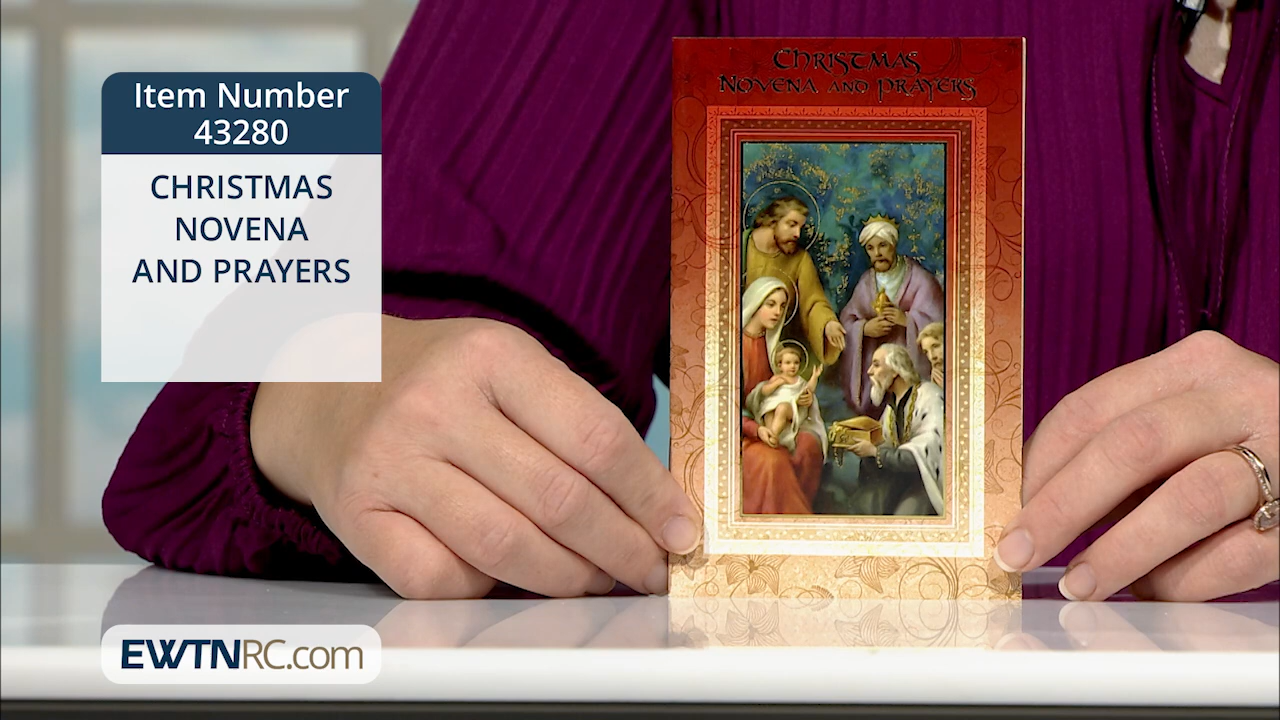 Item Number
43280
CHRISTMAS
NOVENA
AND PRAYERS
Christmas
Novena and Prayers
EWTNRC.com